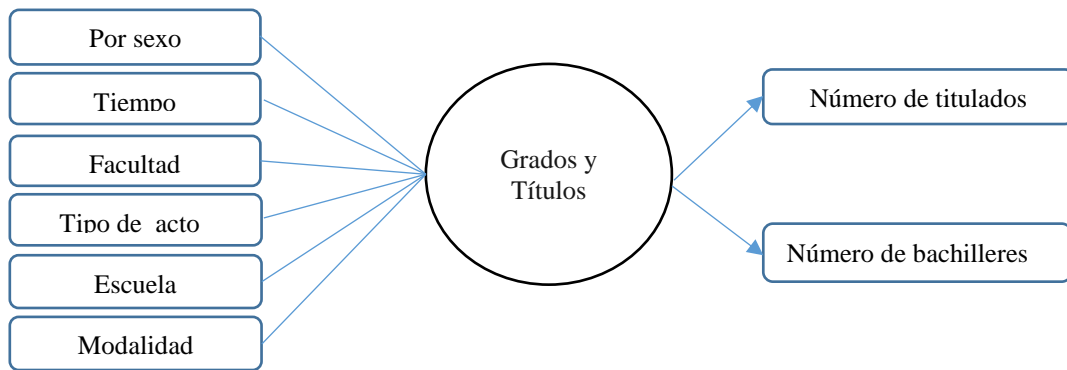 Por sexo
Tiempo
Facultad
Tipo de acto
Escuela
Modalidad
Grados y
Títulos
Número de titulados
Número de bachilleres